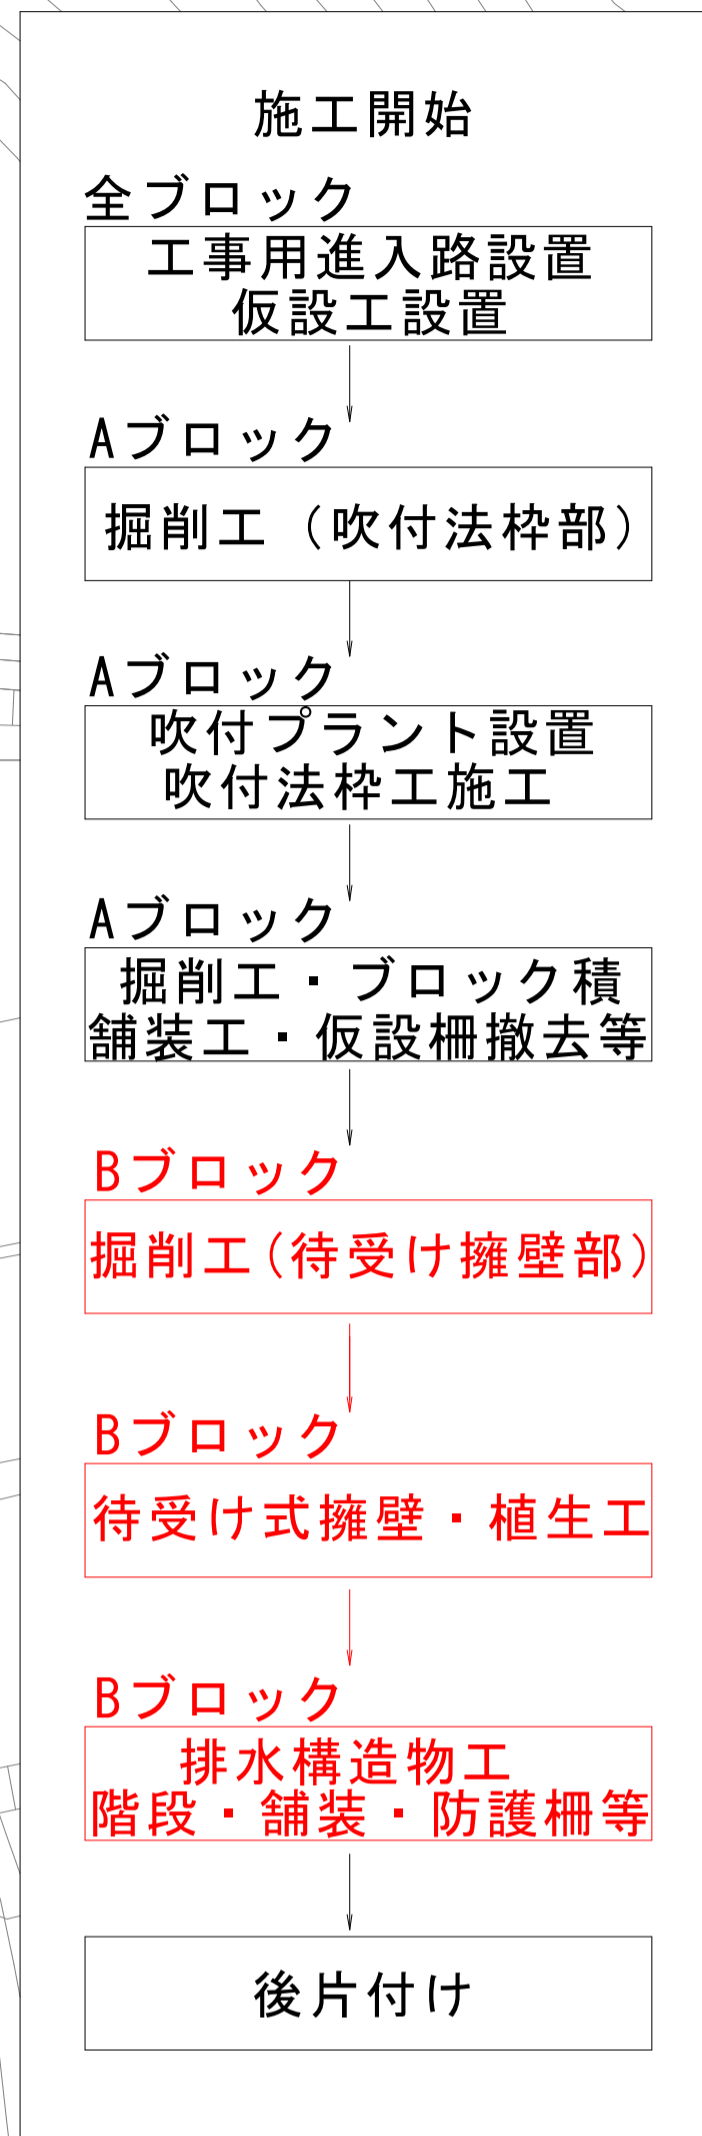 施工開始
全ブロック
工事用進入路設置
仮設工設置
Aブロック
掘削工（吹付法枠部）
Aブロック
吹付プラント設置
吹付法枠工施工
Aブロック
掘削工・ブロック積
舗装工・仮設柵撤去等
Bブロック
掘削工(待受け擁壁部)
Bブロック
待受け式擁壁・植生工
Bブロック
排水構造物工
階段・舗装・防護柵等
後片付け